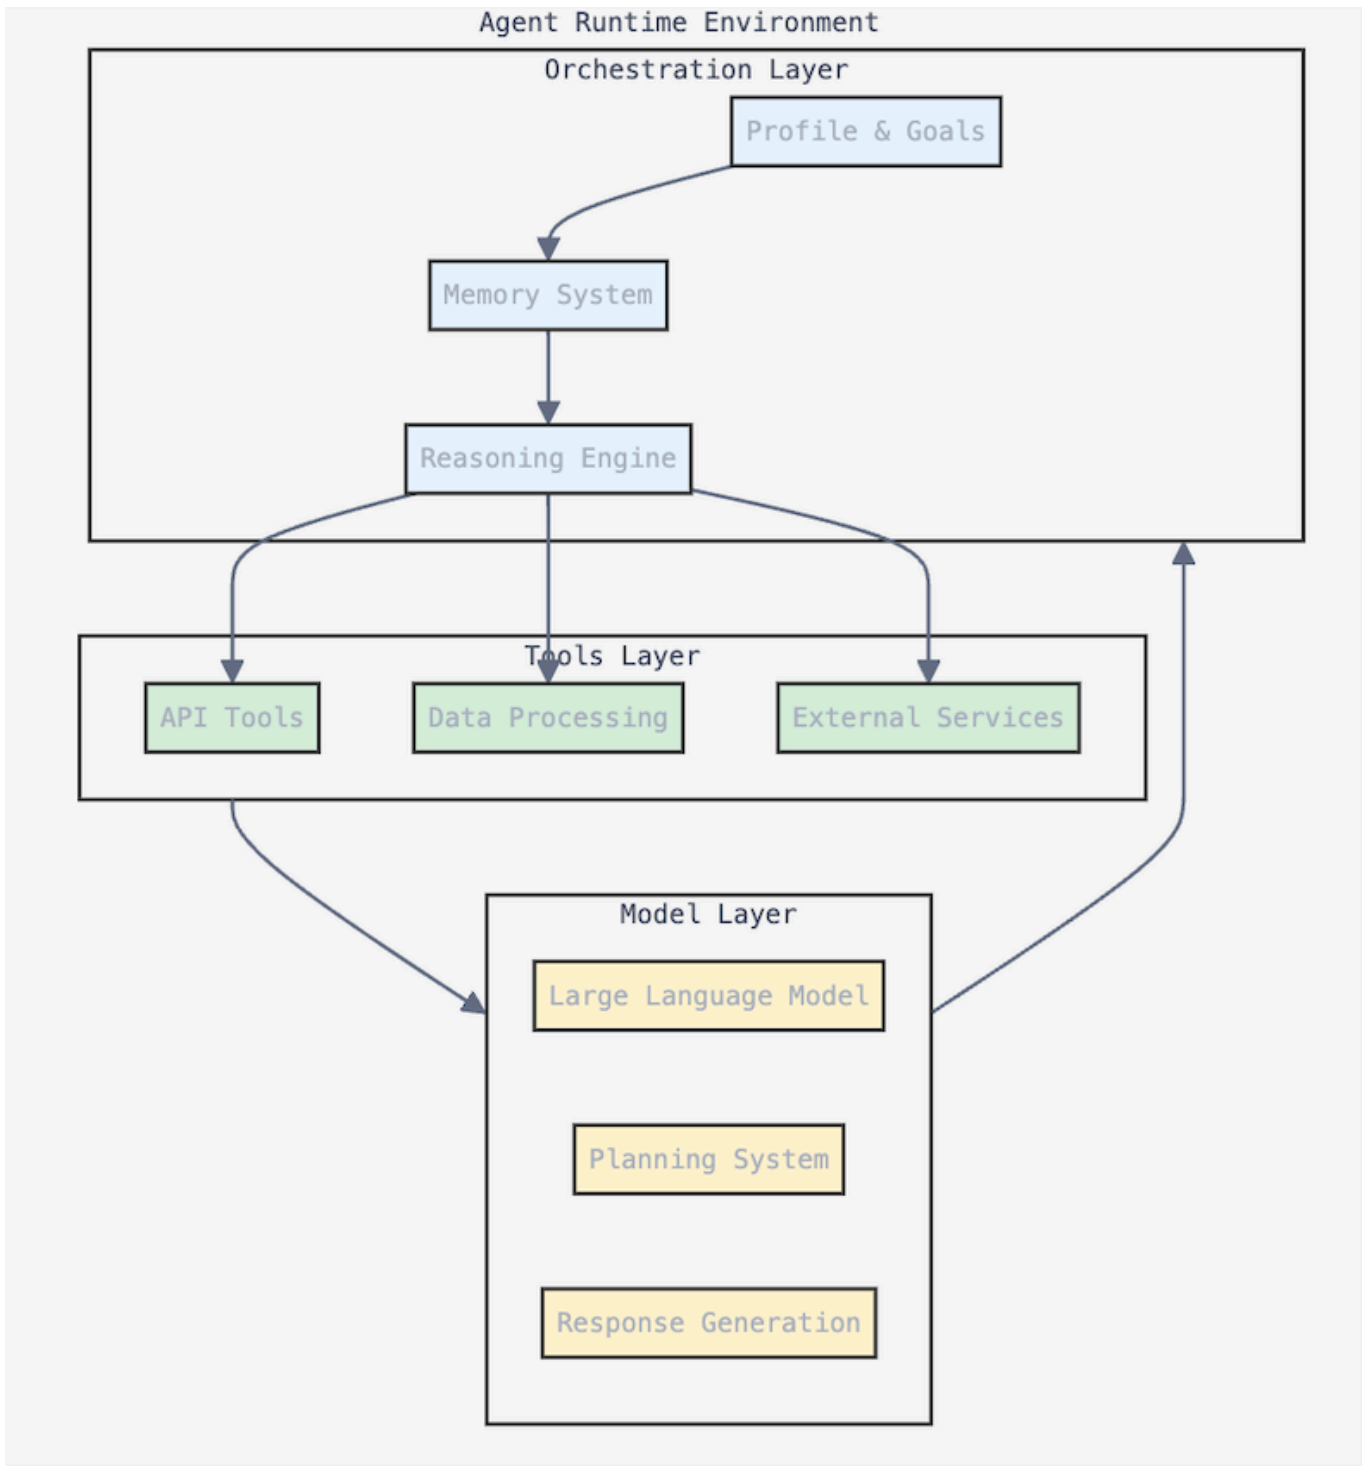 Agent Runtime Environment
Orchestration Layer
Profile & Goals
Memory System
Reasoning Engine
Tools Layer
API Tools
Data Processing
External Services
Model Layer
Large Language Model
Planning System
Response Generation